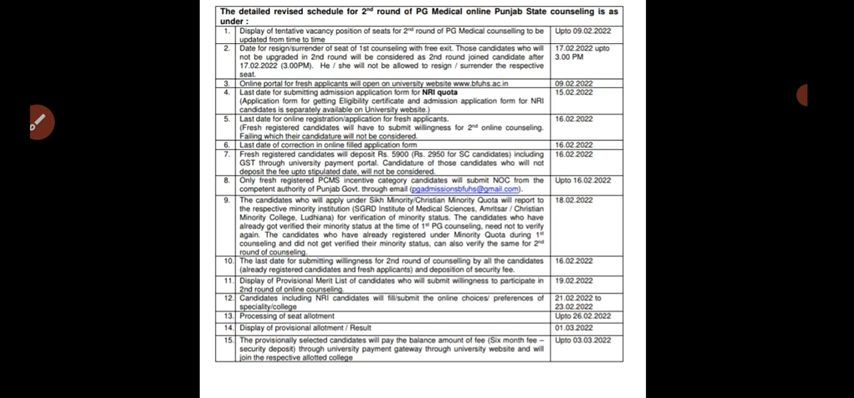 The detailed revised schedule for 2nd round of PG Medical online Punjab State counseling is as
under :
1. Display of tentative vacancy position of seats for 2nd round of PG Medical counselling to be Upto 09.02.2022
updated from time to time
2. Date for resign/surrender of seat of 1st counseling with free exit. Those candidates who will 17.02.2022 upto
not be upgraded in 2nd round will be considered as 2nd round joined candidate after 3.00 PM
17.02.2022 (3.00PM). He / she will not be allowed to resign / surrender the respective
seat.
3. Online portal for fresh applicants will open on university website www.bfuhs.ac.in 09.02.2022
4. Last date for submitting admission application form for NRI quota 15.02.2022
(Application form for getting Eligibility certificate and admission application form for NRI
candidates is separately available on University website.)
5. Last date for online registration/application for fresh applicants. 16.02.2022
(Fresh registered candidates will have to submit willingness for 2nd online counseling.
Failing which their candidature will not be considered.
6. Last date of correction in online filled application form 16.02.2022
7. Fresh registered candidates will deposit Rs. 5900 (Rs. 2950 for SC candidates) including 16.02.2022
GST through university payment portal. Candidature of those candidates who will not
deposit the fee upto stipulated date, will not be considered.
8. Only fresh registered PCMS incentive category candidates will submit NOC from the Upto 16.02.2022
competent authority of Punjab Govt. through email (pgadmissionsbfuhs@gmail.com).
9. The candidates who will apply under Sikh Minority/Christian Minority Quota will report to 18.02.2022
the respective minority institution (SGRD Institute of Medical Sciences, Amritsar / Christian
Minority College, Ludhiana) for verification of minority status. The candidates who have
already got verified their minority status at the time of 1st PG counseling, need not to verify
again. The candidates who have already registered under Minority Quota during 1st
counseling and did not get verified their minority status, can also verify the same for 2nd
round of counseling.
10. The last date for submitting willingness for 2nd round of counseling by all the candidates 16.02.2022
(already registered candidates and fresh applicants) and deposition of security fee.
11. Display of Provisional Merit List of candidates who will submit willingness to participate in 19.02.2022
2nd round of online counseling.
12. Candidates including NRI candidates will fill/submit the online choices/ preferences of 21.02.2022 to
speciality/college 23.02.2022
13. Processing of seat allotment Upto 26.02.2022
14. Display of provisional allotment / Result 01.03.2022
15. The provisionally selected candidates will pay the balance amount of fee (Six month fee – Upto 03.03.2022
security deposit) through university payment gateway through university website and will
join the respective allotted college